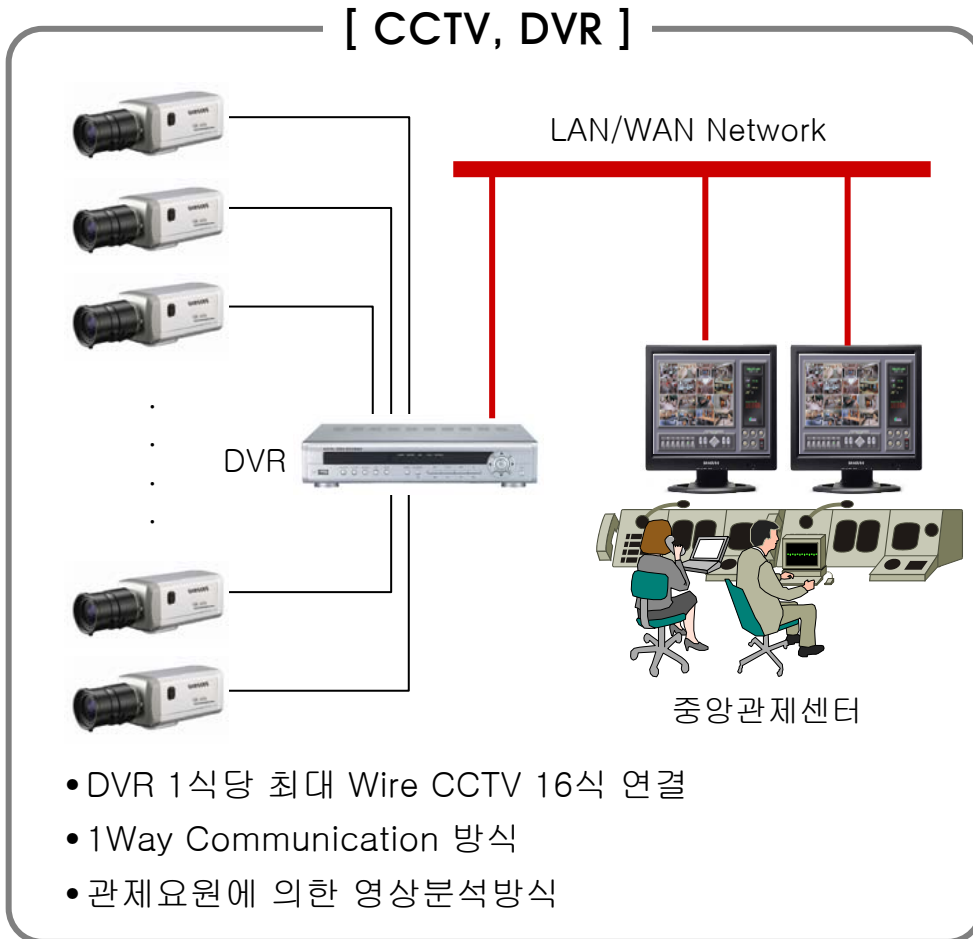 [ CCTV, DVR ]
LAN/WAN Network
DVR
중앙관제센터
•DVR 1식당 최대 Wire CCTV 16식 연결
•1Way Communication 방식
•관제요원에 의한 영상분석방식